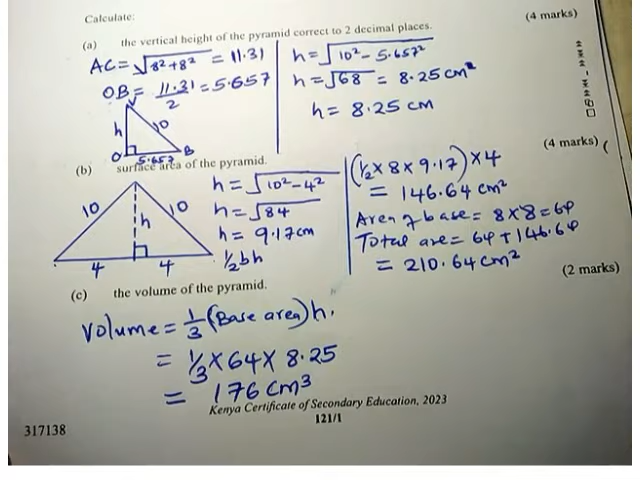 Calculate:
(4 marks)
(a) the vertical height of the pyramid correct to 2 decimal places.
AC = √8²+8² = 11.31
OB = 11.31/2 = 5.657
V
h
10
O
5.657
B
h = √10² - 5.657²
h = √68 = 8.25 cm
h = 8.25 cm
(4 marks) (
(b) surface area of the pyramid.
10
10
h
4
4
h = √10² - 4²
h = √84
h = 9.17cm
½bh
(½ × 8 × 9.17) × 4
= 146.64 cm²
Area of base = 8 × 8 = 64
Total are = 64 + 146.64
= 210.64 cm²
(2 marks)
(c) the volume of the pyramid.
Volume = ⅓ (Base area) h.
= ⅓ × 64 × 8.25
= 176 cm³
Kenya Certificate of Secondary Education, 2023
121/1
317138